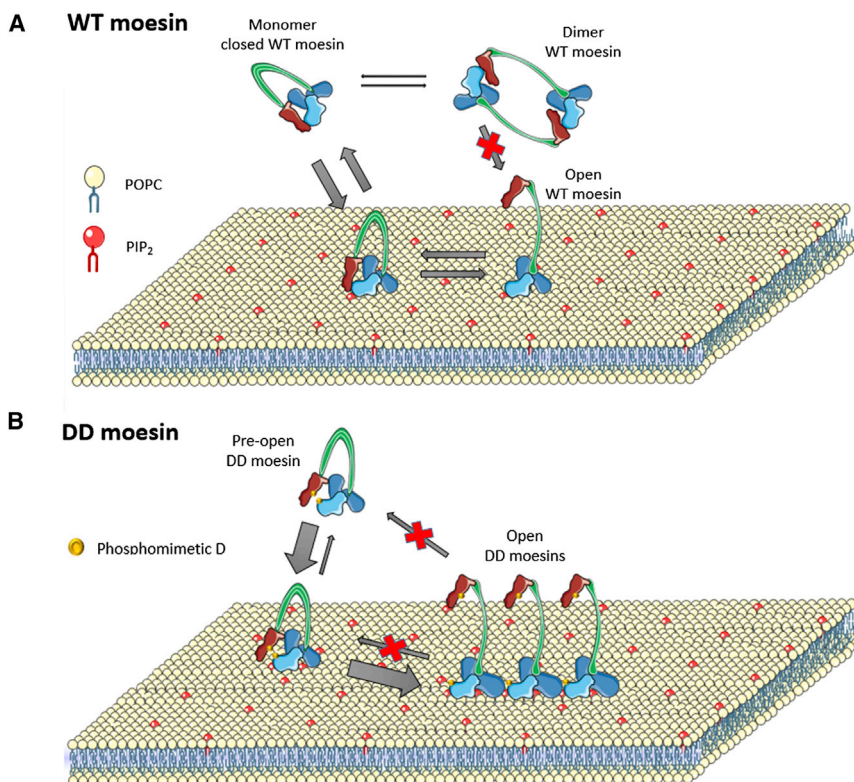 A
WT moesin
Monomer
closed WT moesin
Dimer
WT moesin
Open
WT moesin
POPC
PIP₂
B
DD moesin
Pre-open
DD moesin
Open
DD moesins
Phosphomimetic D